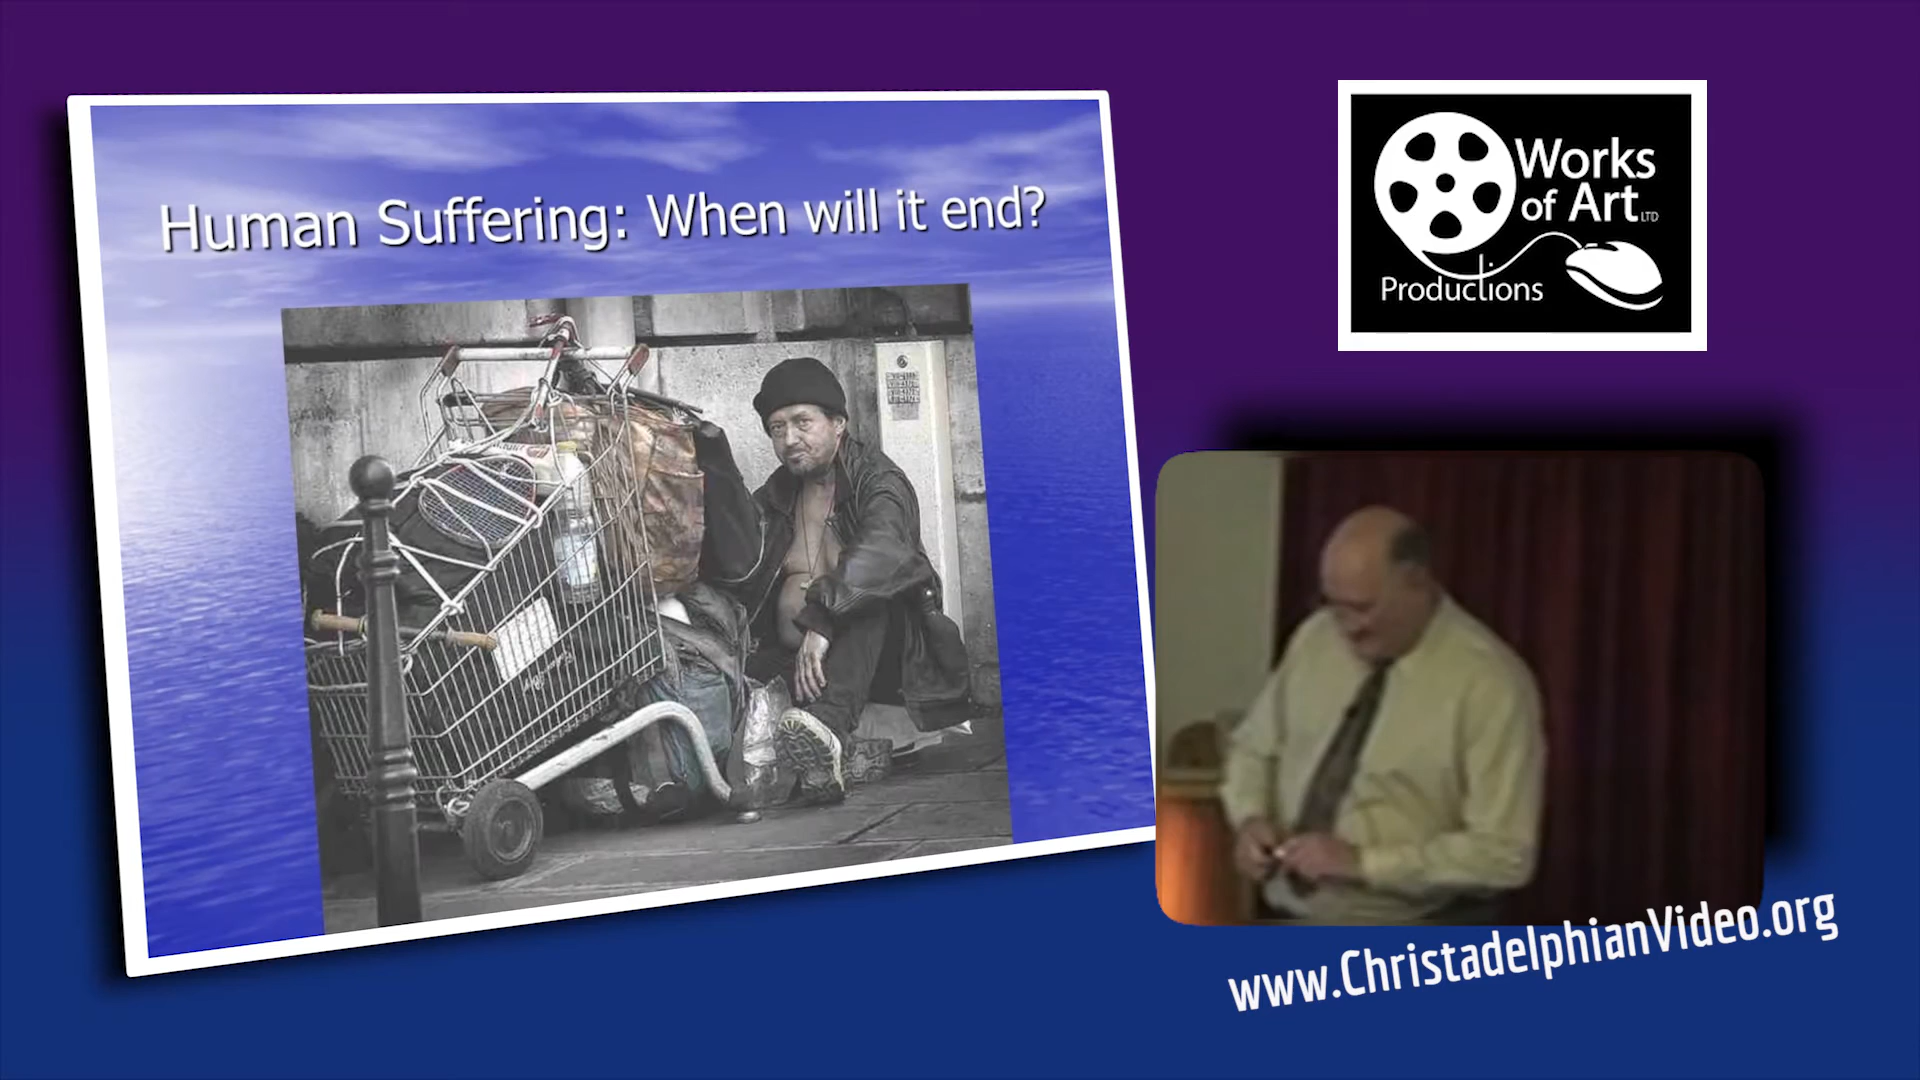 Human Suffering: When will it end?
Works
of Art LTD
Productions
www.ChristadelphianVideo.org